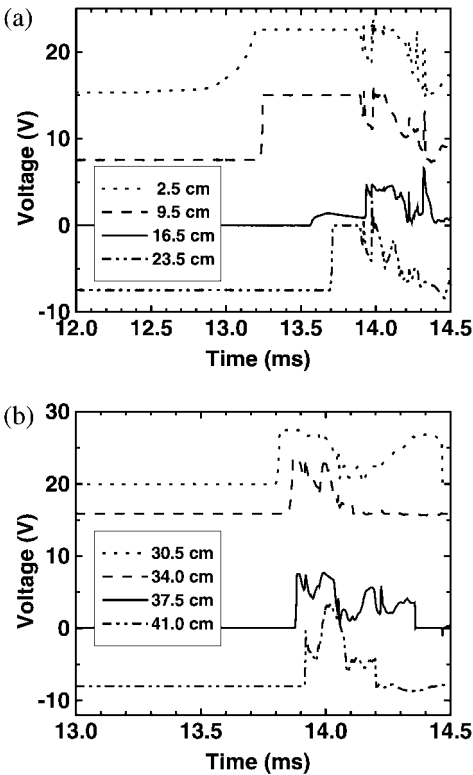 (a)
20
10
0
-10
Voltage (V)
2.5 cm
9.5 cm
16.5 cm
23.5 cm
12.0 12.5 13.0 13.5 14.0 14.5
Time (ms)
(b)
30
20
10
0
-10
Voltage (V)
30.5 cm
34.0 cm
37.5 cm
41.0 cm
13.0 13.5 14.0 14.5
Time (ms)